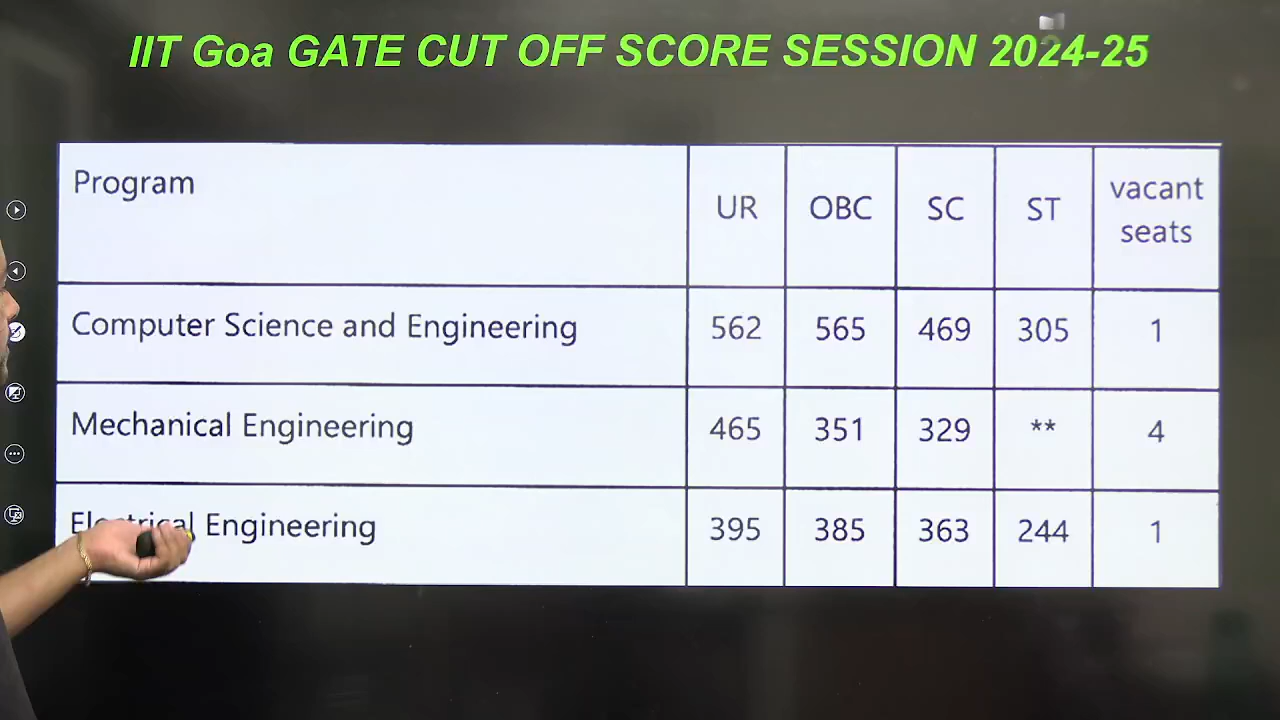 IIT Goa GATE CUT OFF SCORE SESSION 2024-25
Program UR OBC SC ST vacant seats
Computer Science and Engineering 562 565 469 305 1
Mechanical Engineering 465 351 329 ** 4
Electrical Engineering 395 385 363 244 1